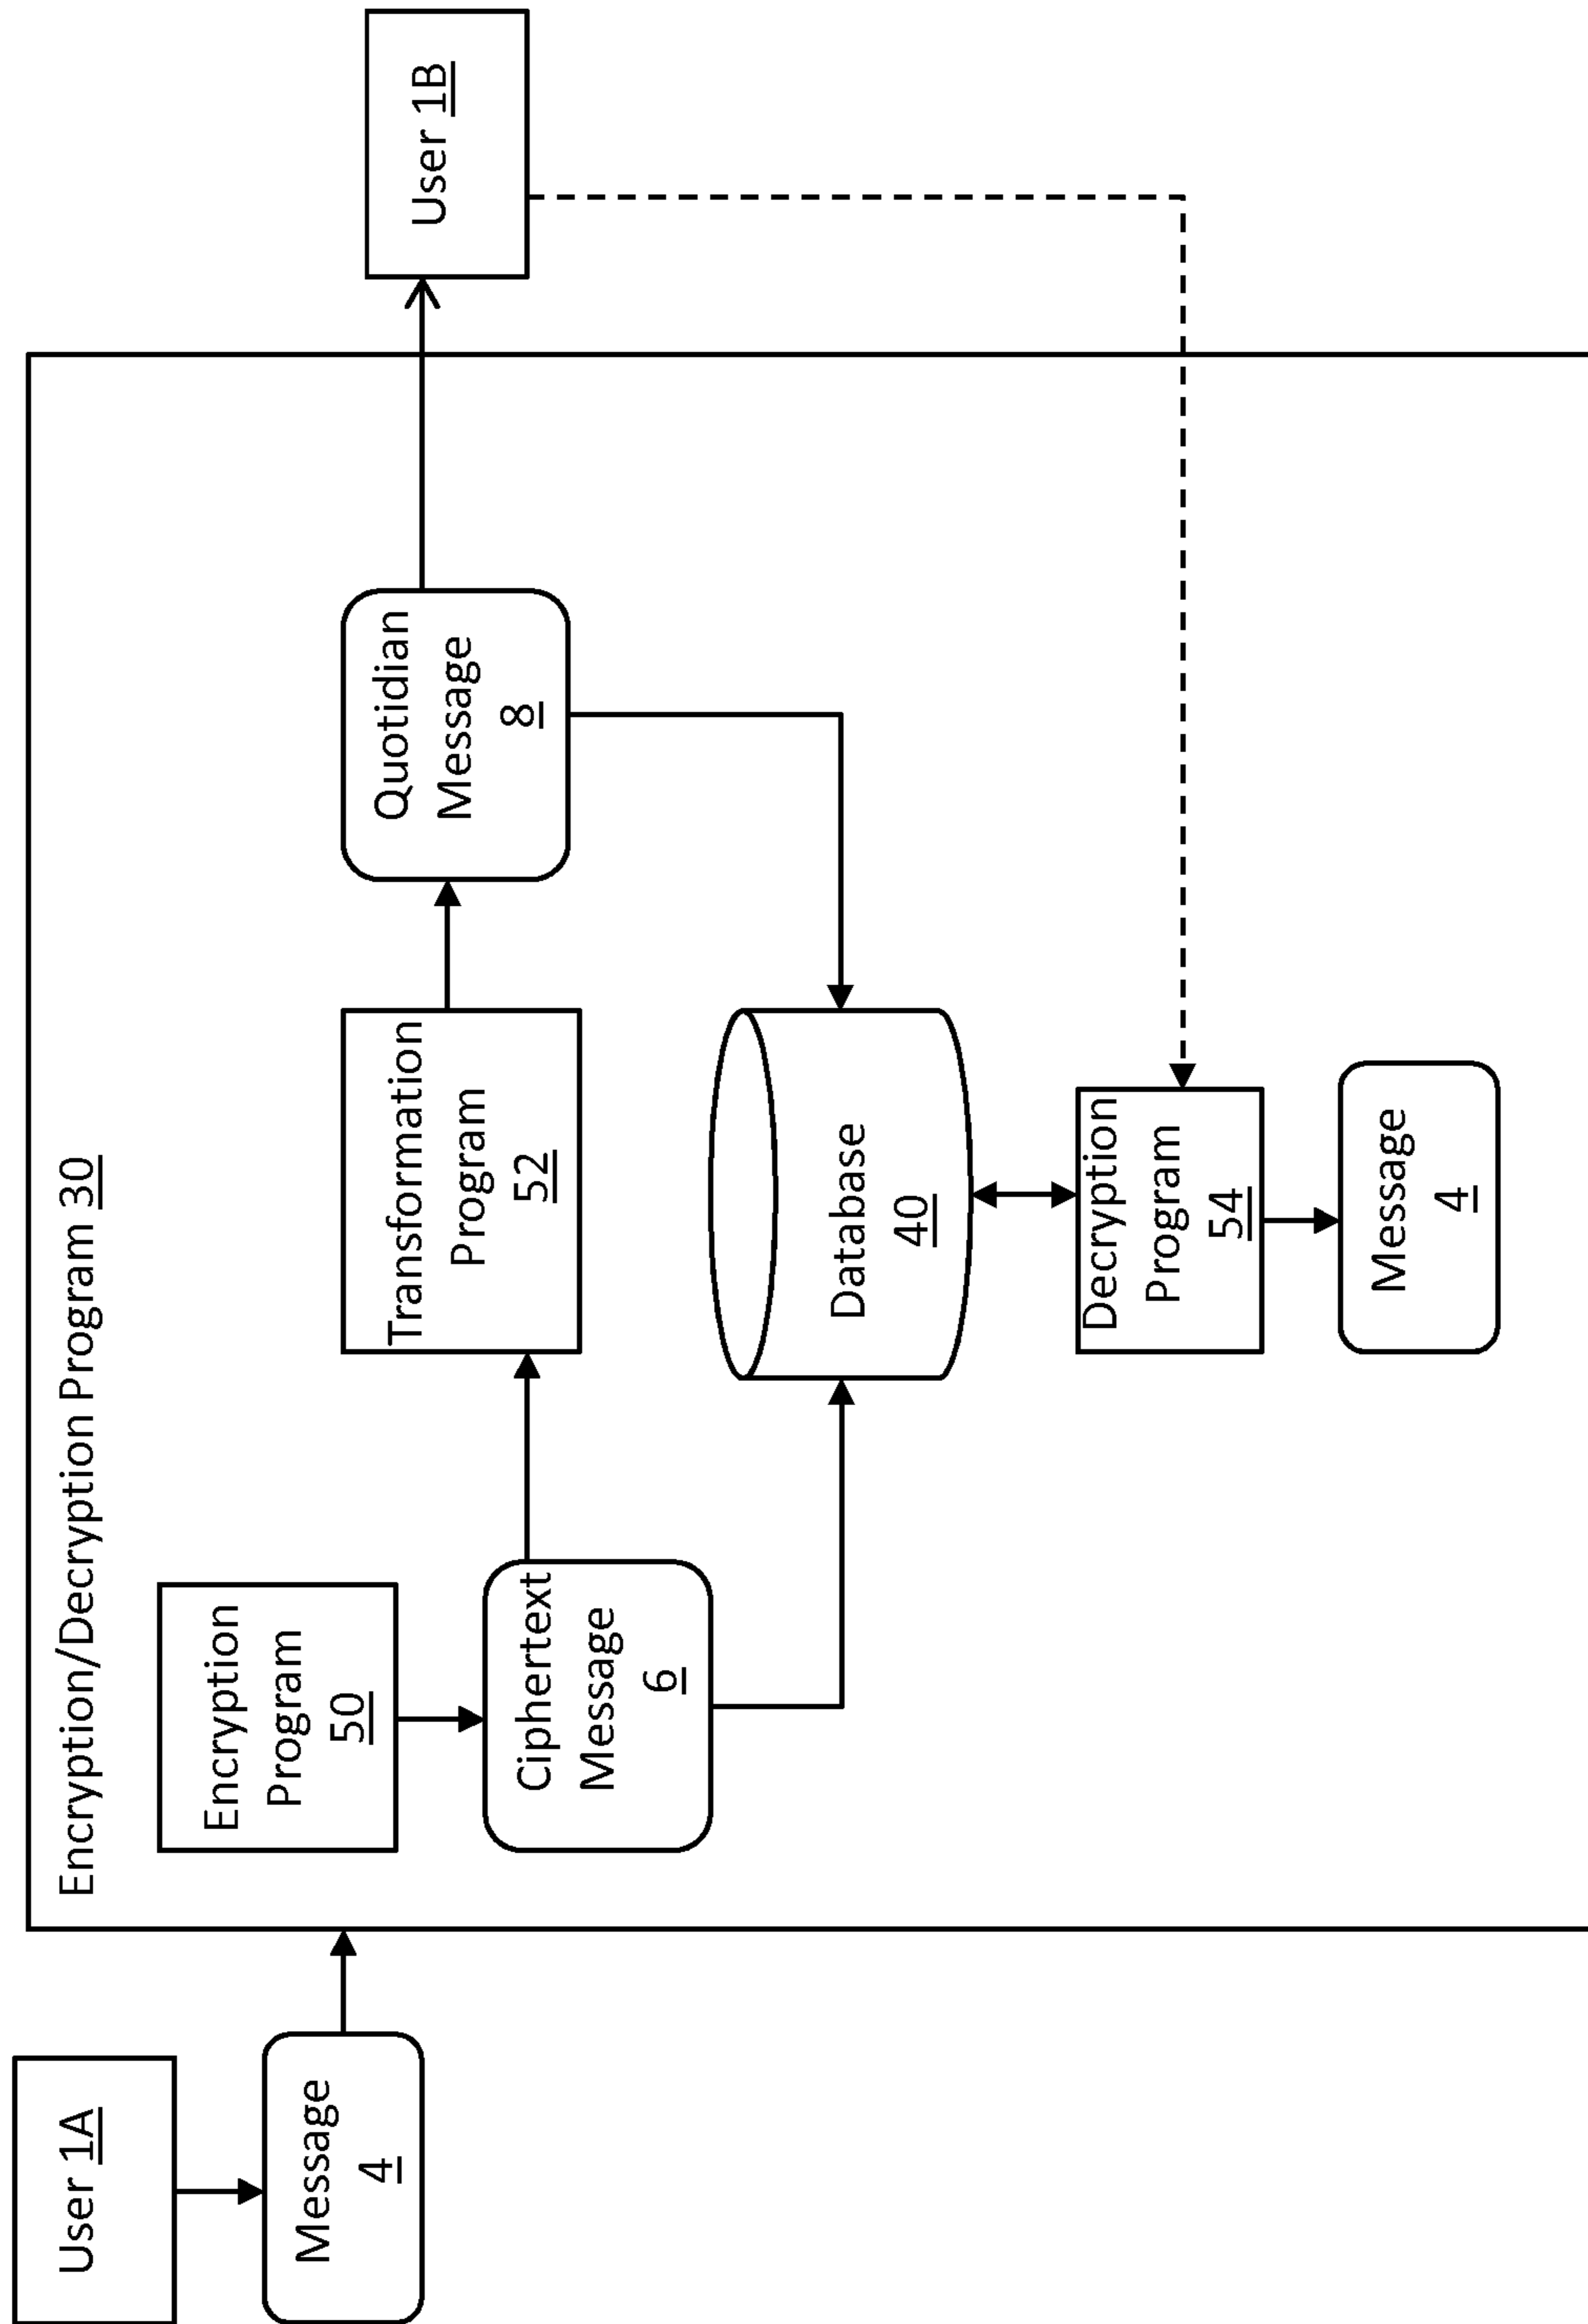 User 1A
Message
4
Encryption/Decryption Program 30
Encryption
Program
50
Ciphertext
Message
6
Transformation
Program
52
Quotidian
Message
8
User 1B
Database
40
Decryption
Program
54
Message
4